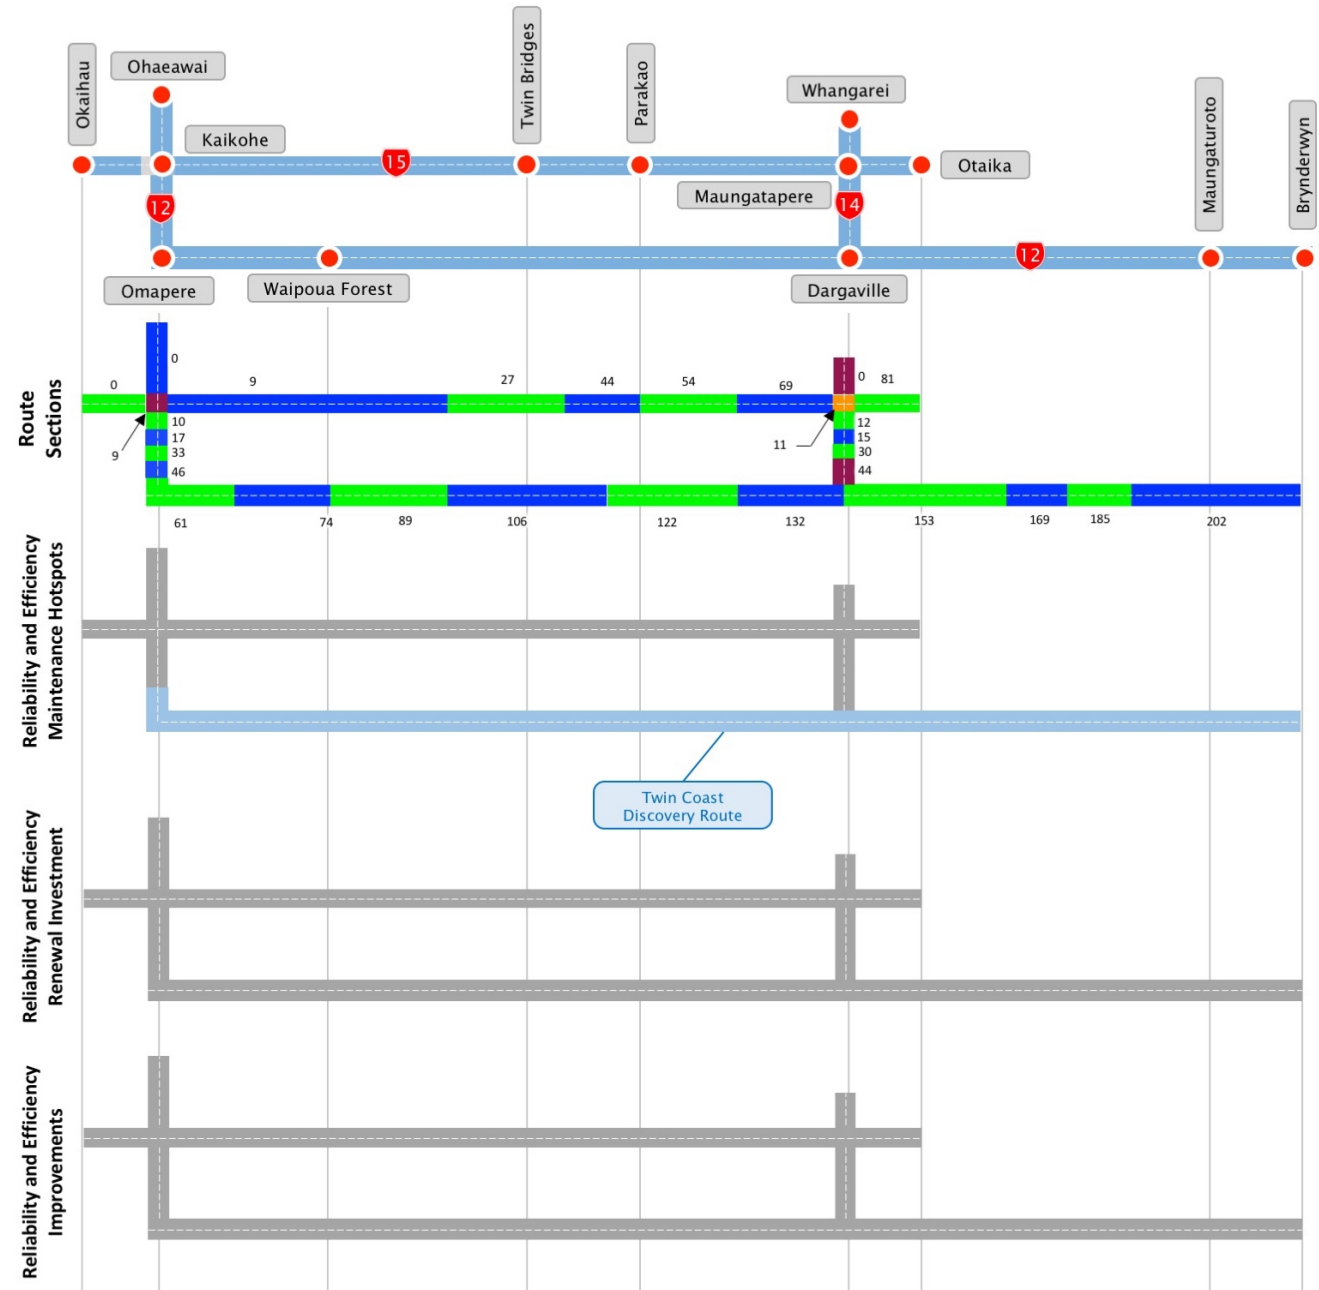 Okaihau
Ohaeawai
Kaikohe
Twin Bridges
Parakao
Whangarei
Maungatapere
Otaika
Maungaturoto
Brynderwyn
15
12
14
12
Omapere
Waipoua Forest
Dargaville
Route
Sections
0
0
9
27
44
54
69
0
81
9
10
17
33
46
11
12
15
30
44
61
74
89
106
122
132
153
169
185
202
Reliability and Efficiency
Maintenance Hotspots
Twin Coast
Discovery Route
Reliability and Efficiency
Renewal Investment
Reliability and Efficiency
Improvements